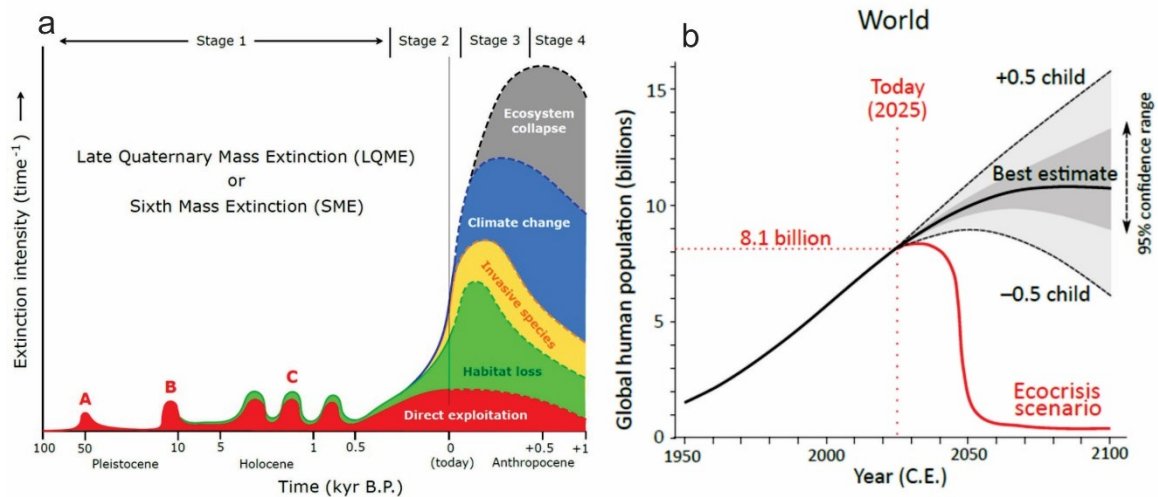 a
Stage 1
Stage 2
Stage 3
Stage 4
Extinction intensity (time⁻¹)
Late Quaternary Mass Extinction (LQME)
or
Sixth Mass Extinction (SME)
Ecosystem
collapse
Climate change
Invasive species
Habitat loss
Direct exploitation
A
B
C
100 50 10 5 1 0.5 0 +0.5 +1
(today)
Pleistocene Holocene Anthropocene
Time (kyr B.P.)
b
World
Global human population (billions)
15
10
5
0
Today
(2025)
+0.5 child
Best estimate
8.1 billion
−0.5 child
95% confidence range
Ecocrisis
scenario
1950 2000 2050 2100
Year (C.E.)